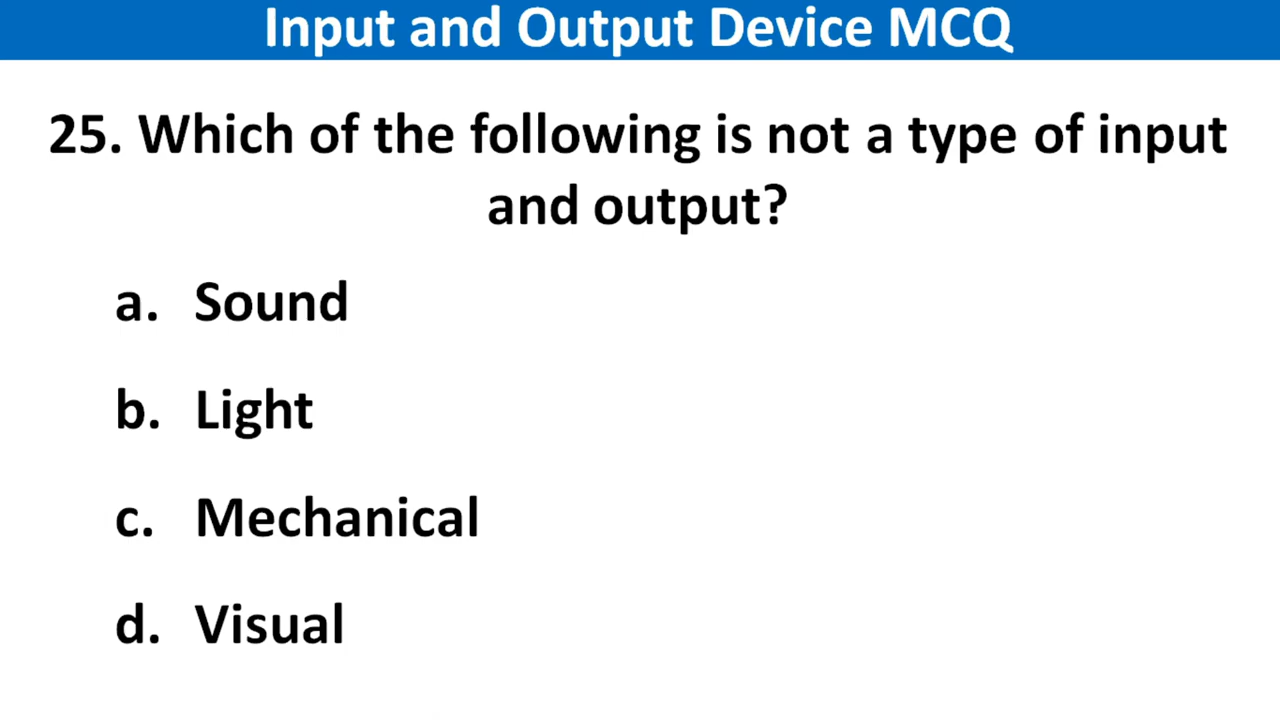 Input and Output Device MCQ
25. Which of the following is not a type of input
and output?
a. Sound
b. Light
c. Mechanical
d. Visual